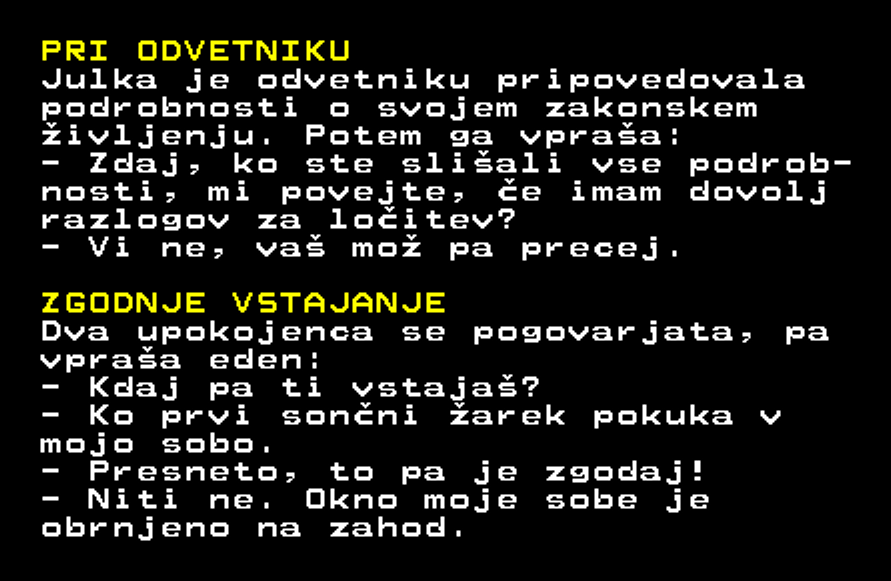 PRI ODVETNIKU
Julka je odvetniku pripovedovala
podrobnosti o svojem zakonskem
življenju. Potem ga vpraša:
- Zdaj, ko ste slišali vse podrob-
nosti, mi povejte, če imam dovolj
razlogov za ločitev?
- Vi ne, vaš mož pa precej.
ZGODNJE VSTAJANJE
Dva upokojenca se pogovarjata, pa
vpraša eden:
- Kdaj pa ti vstajaš?
- Ko prvi sončni žarek pokuka v
mojo sobo.
- Presneto, to pa je zgodaj!
- Niti ne. Okno moje sobe je
obrnjeno na zahod.